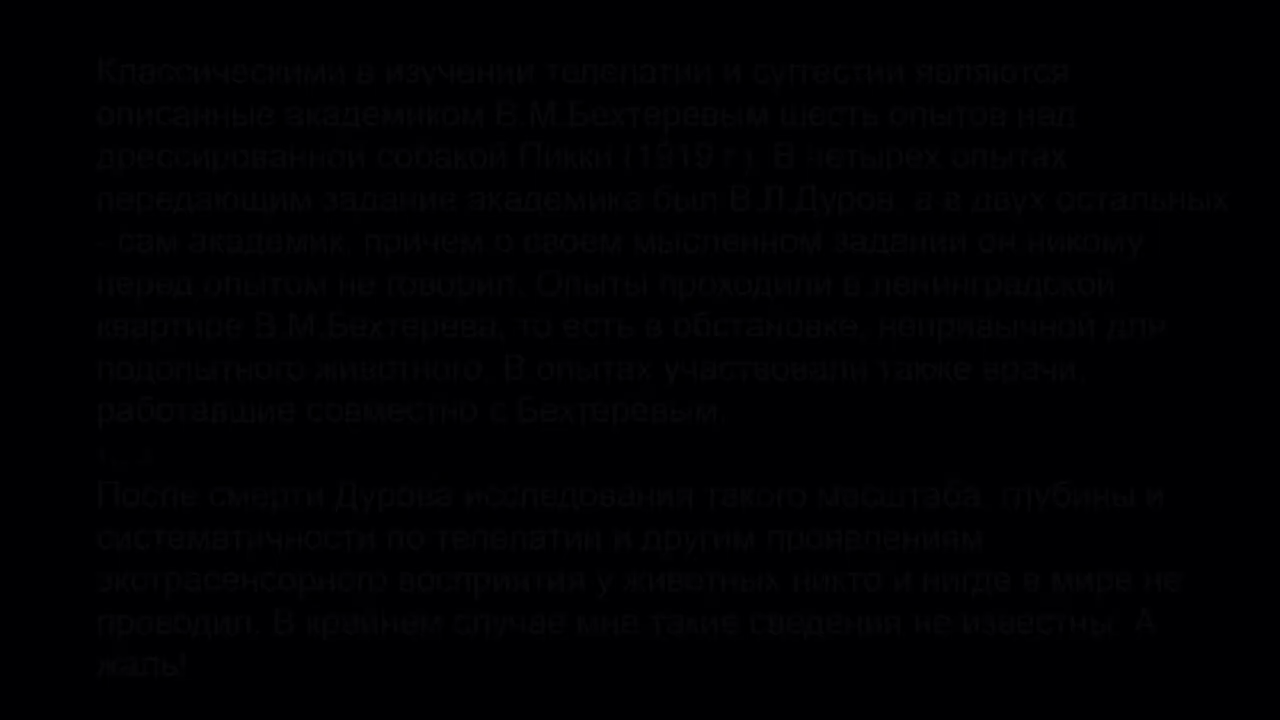 Классическими в изучении телепатии и суггестии являются
описанные академиком В.М.Бехтеревым шесть опытов над
дрессированной собакой Пикки (1919 г.). В четырех опытах
передающим задание академика был В.Л.Дуров, а в двух остальных
- сам академик, причем о своем мысленном задании он никому
перед опытом не говорил. Опыты проходили в ленинградской
квартире В.М.Бехтерева, то есть в обстановке, непривычной для
подопытного животного. В опытах участвовали также врачи,
работавшие совместно с Бехтеревым.
После смерти Дурова исследования такого масштаба, глубины и
систематичности по телепатии и другим проявлениям
экстрасенсорного восприятия у животных никто и нигде в мире не
проводил. В крайнем случае мне такие сведения не известны. А
жаль!